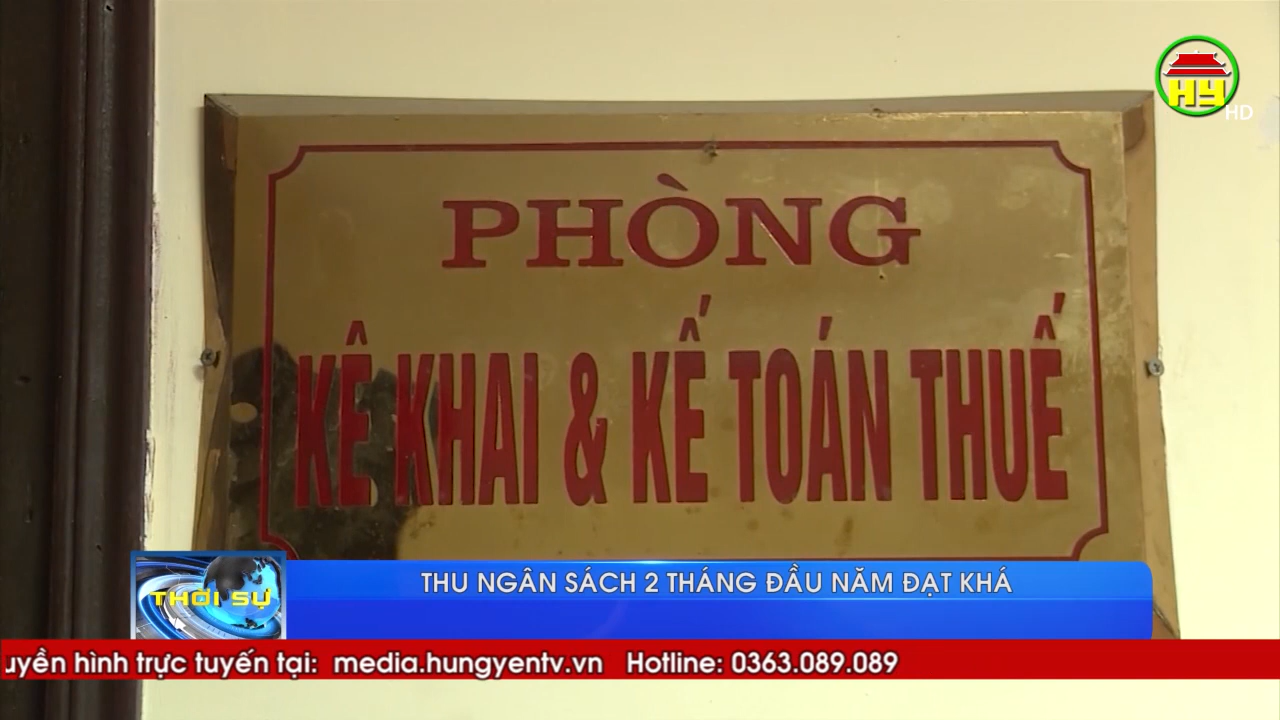 HY
HD
PHÒNG
KÊ KHAI & KẾ TOÁN THUẾ
THỜI SỰ
THU NGÂN SÁCH 2 THÁNG ĐẦU NĂM ĐẠT KHÁ
uyền hình trực tuyến tại: media.hungyentv.vn Hotline: 0363.089.089